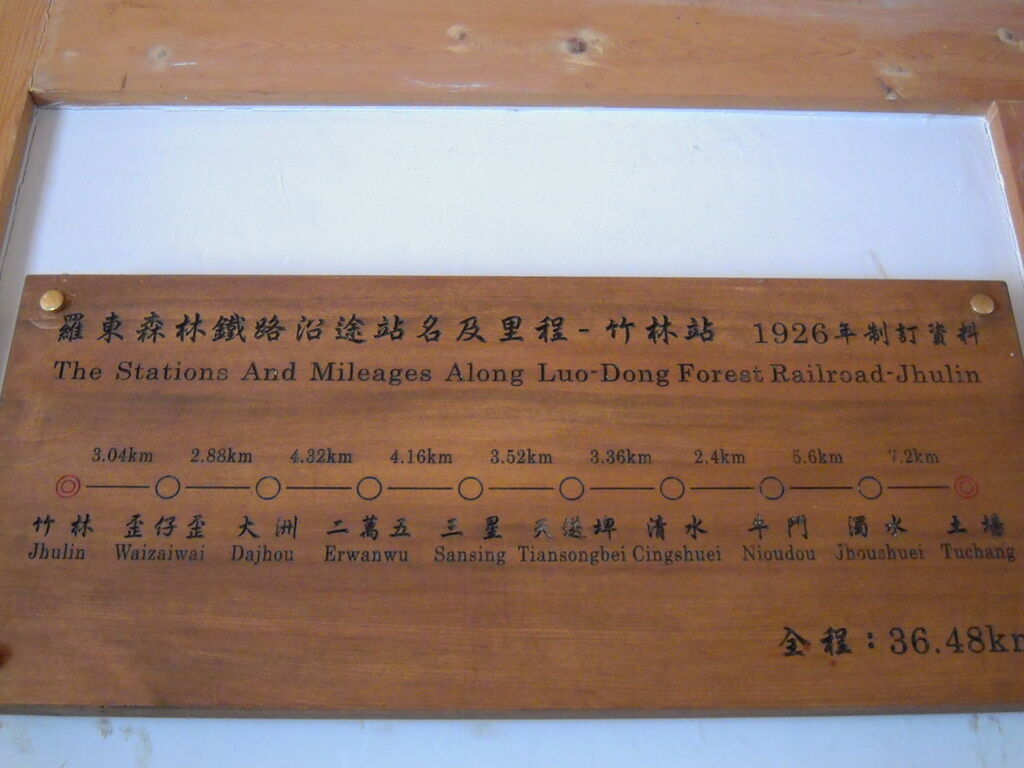 羅東森林鐵路沿途站名及里程-竹林站 1926年制訂資料
The Stations And Mileages Along Luo-Dong Forest Railroad-Jhulin
3.04km 2.88km 4.32km 4.16km 3.52km 3.36km 2.4km 5.6km 7.2km
竹林 歪仔歪 大洲 二萬五 三星 天送埤 清水 牛鬥 濁水 土場
Jhulin Waizaiwai Dajhou Erwanwu Sansing Tiansongbei Cingshuei Nioudou Jhoushuei Tuchang
全程：36.48km